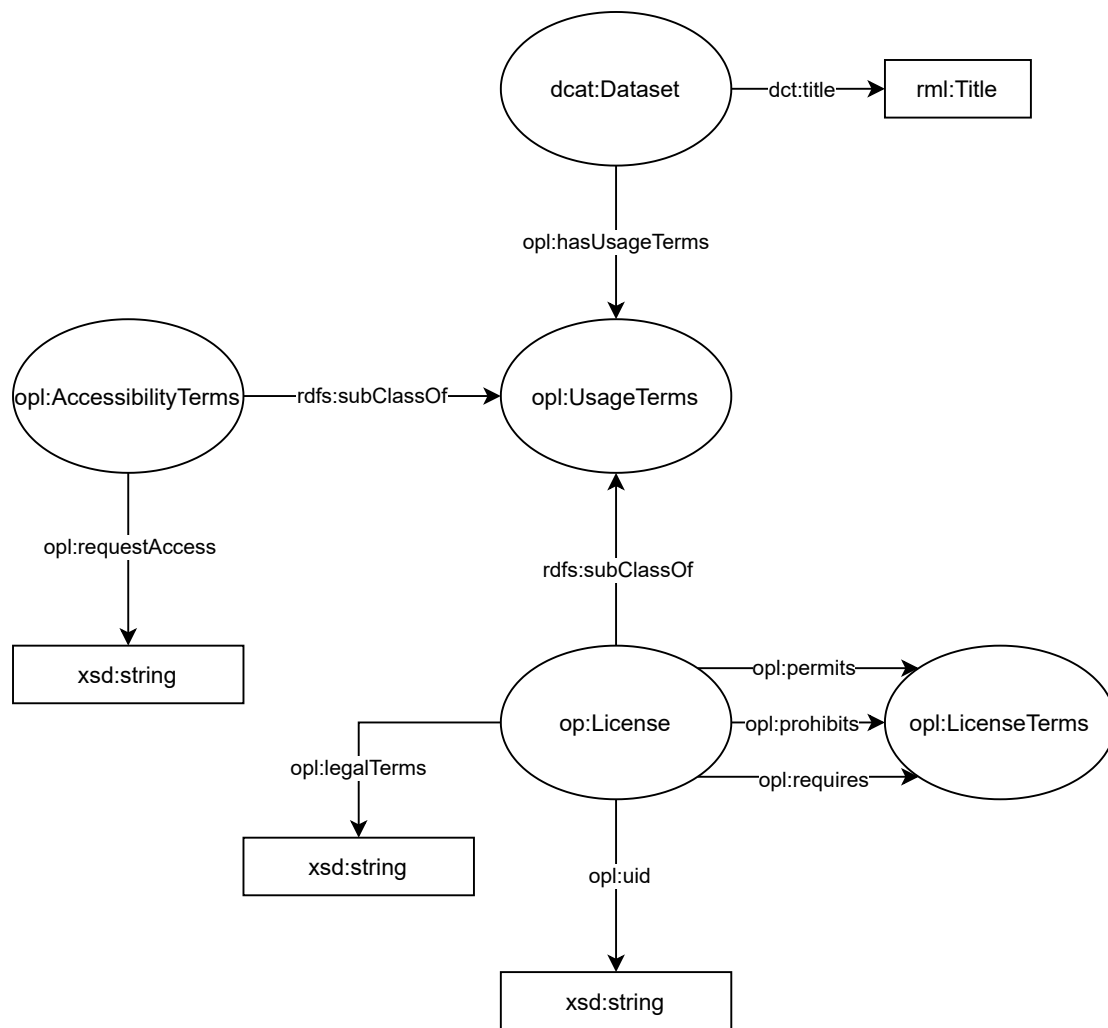 dcat:Dataset
dct:title
rml:Title
opl:hasUsageTerms
opl:AccessibilityTerms
rdfs:subClassOf
opl:UsageTerms
opl:requestAccess
rdfs:subClassOf
xsd:string
opl:permits
op:License
opl:prohibits
opl:LicenseTerms
opl:legalTerms
opl:requires
xsd:string
opl:uid
xsd:string